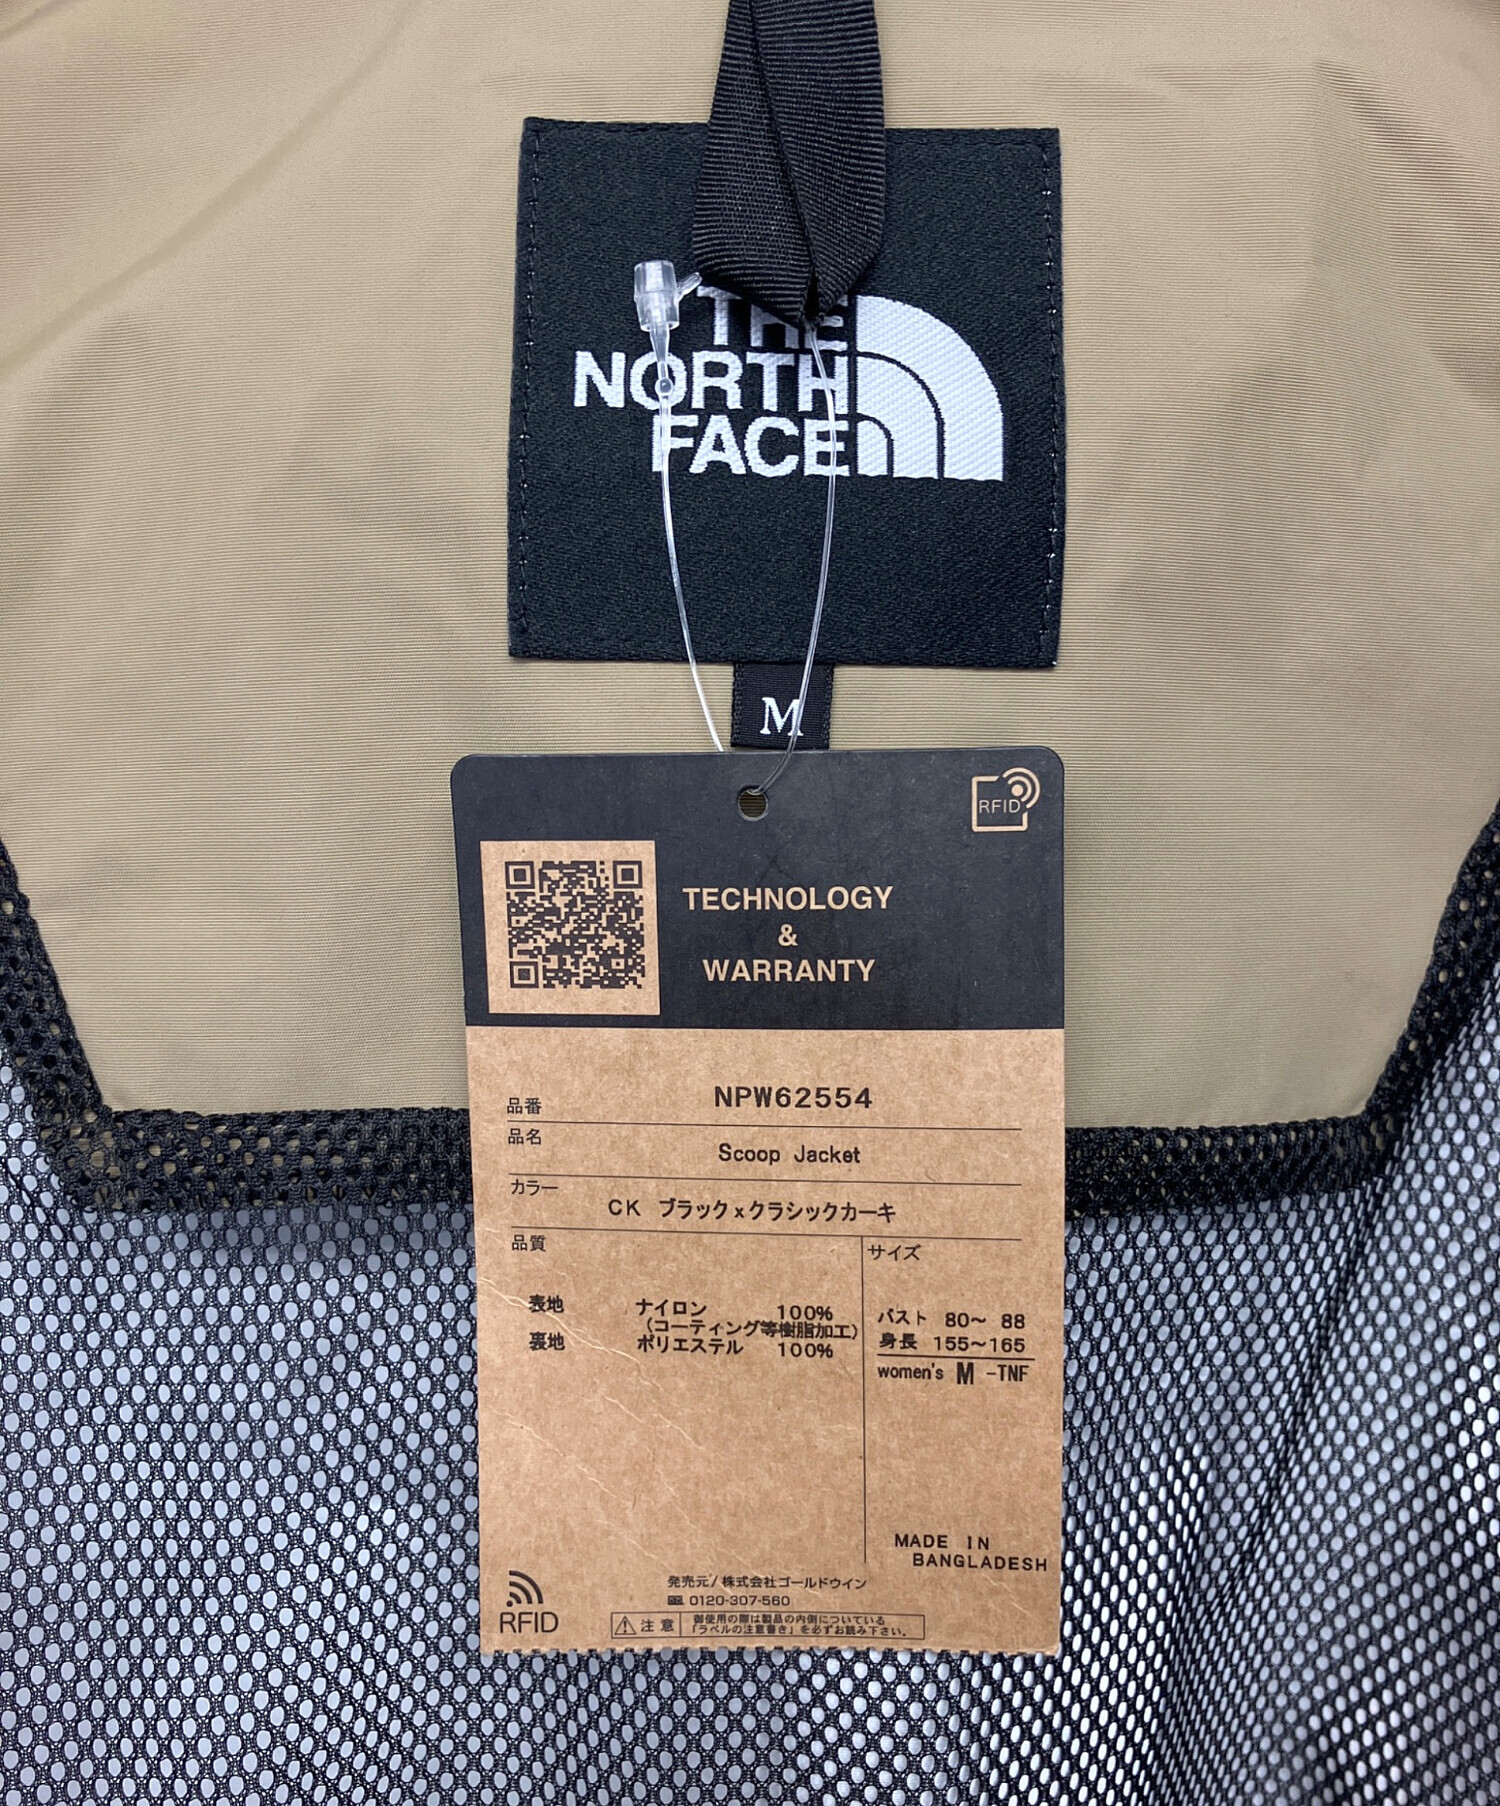 THE
NORTH
FACE
M
RFID
TECHNOLOGY
&
WARRANTY
品番 NPW62554
品名 Scoop Jacket
カラー CK ブラックxクラシックカーキ
品質
表地 ナイロン 100%
(コーティング等樹脂加工)
裏地 ポリエステル 100%
サイズ
バスト 80〜 88
身長 155〜165
women's M -TNF
MADE IN
BANGLADESH
RFID
発売元/株式会社ゴールドウイン
0120-307-560
注意 御使用の際は製品の内側についている
「ラベルの注意書き」を必ずお読み下さい。